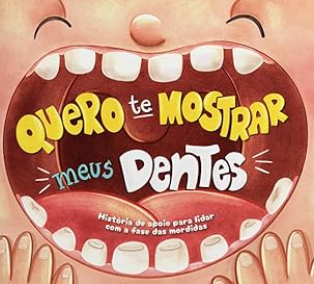 QUERO te MOSTRAR
meus DENTES
História de apoio para lidar
com a fase das mordidas